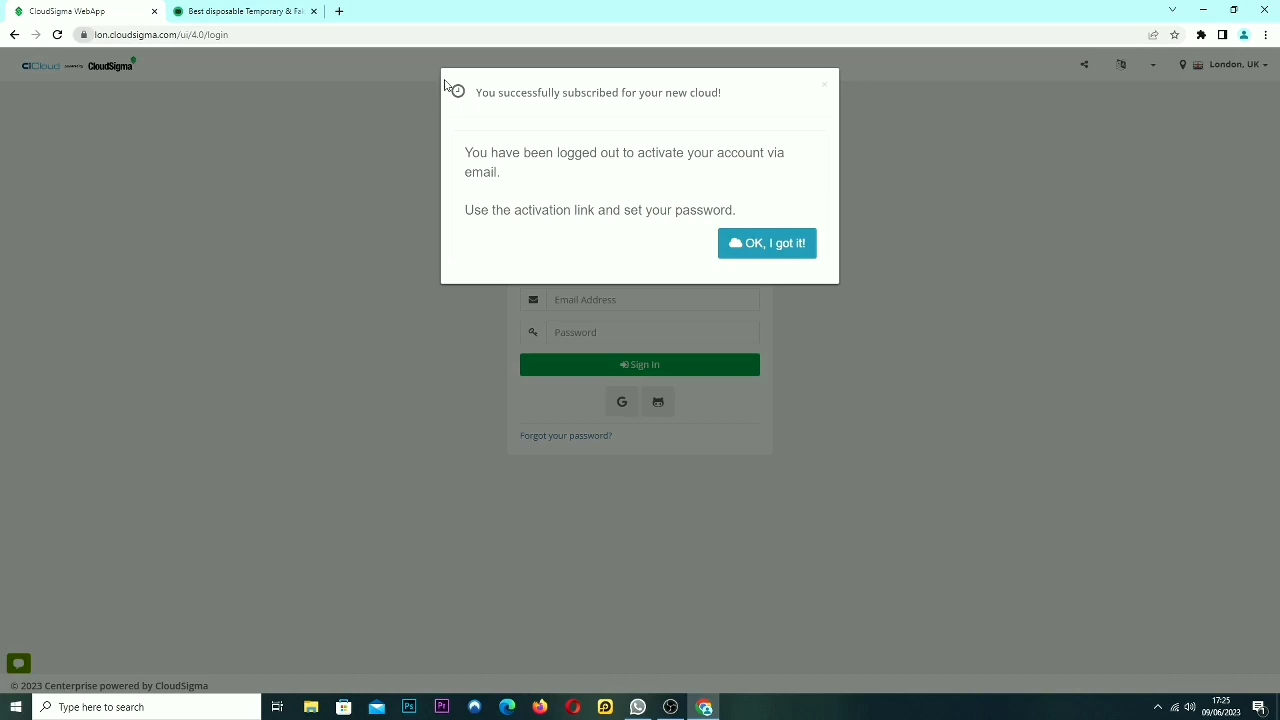 CloudSigma WebApp
Best disposable Temporary & Fak
lon.cloudsigma.com/ui/4.0/login
CiCloud CloudSigma
London, UK
You successfully subscribed for your new cloud!
You have been logged out to activate your account via
email.
Use the activation link and set your password.
OK, I got it!
Email Address
Password
Sign In
Forgot your password?
© 2023 Centerprise powered by CloudSigma
Type here to search
17:25
09/06/2023